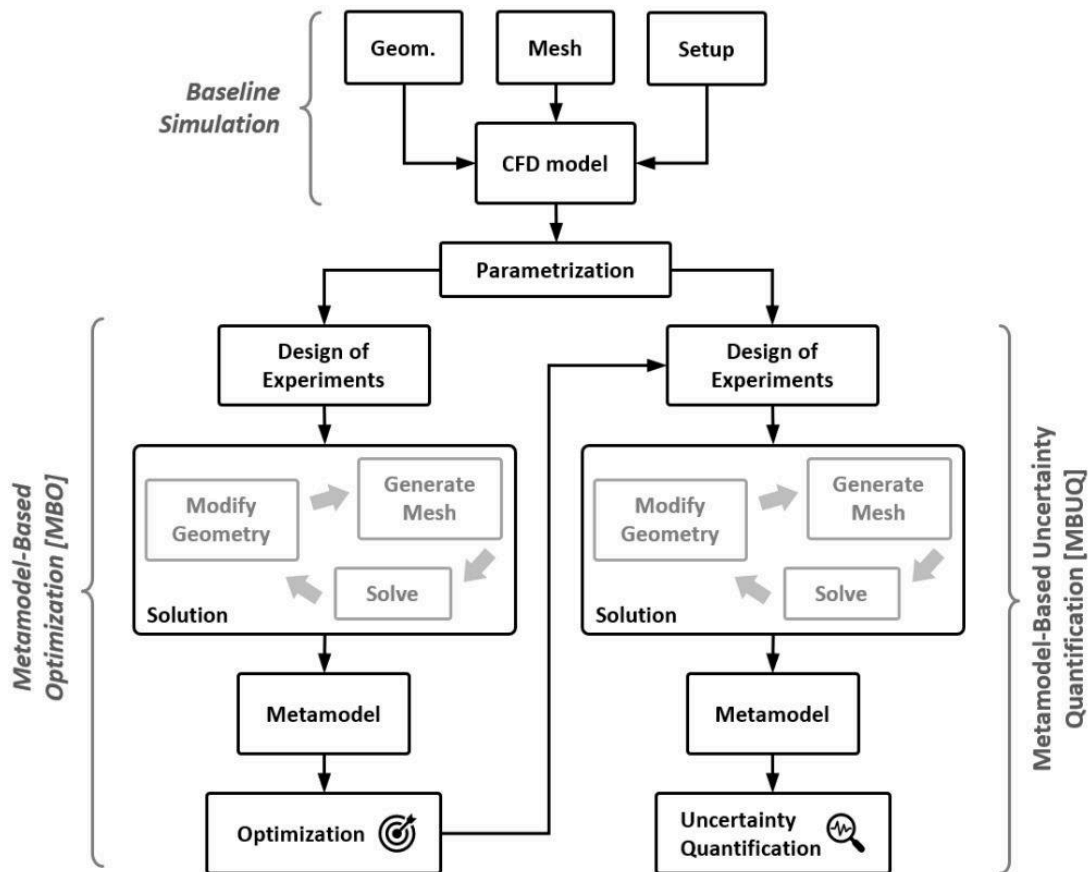 Geom.
Mesh
Setup
Baseline
Simulation
CFD model
Parametrization
Metamodel-Based
Optimization [MBO]
Design of
Experiments
Modify
Geometry
Generate
Mesh
Solve
Solution
Metamodel
Optimization
Design of
Experiments
Modify
Geometry
Generate
Mesh
Solve
Solution
Metamodel
Uncertainty
Quantification
Metamodel-Based Uncertainty
Quantification [MBUQ]